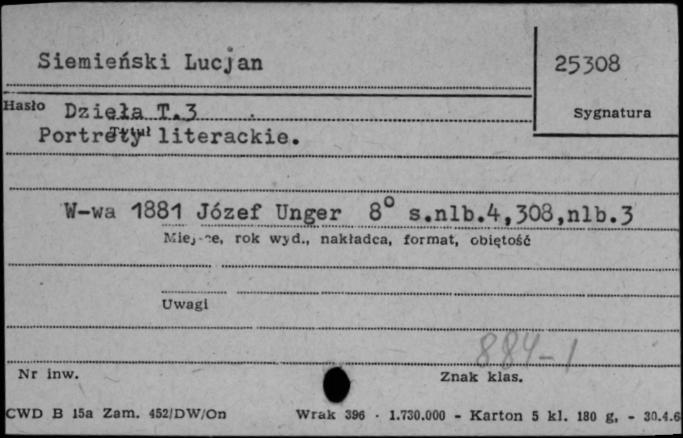 Siemieński Lucjan
25308
Hasło Dzieła T.3
Sygnatura
Portrety literackie.
Tytuł
W-wa 1881 Józef Unger 8° s.nlb.4,308,nlb.3
Miejsce, rok wyd., nakładca, format, obiętość
Uwagi
884-1
Nr inw.
Znak klas.
CWD B 15a Zam. 452/DW/On Wrak 396 · 1.730.000 - Karton 5 kl. 180 g, - 30.4.6